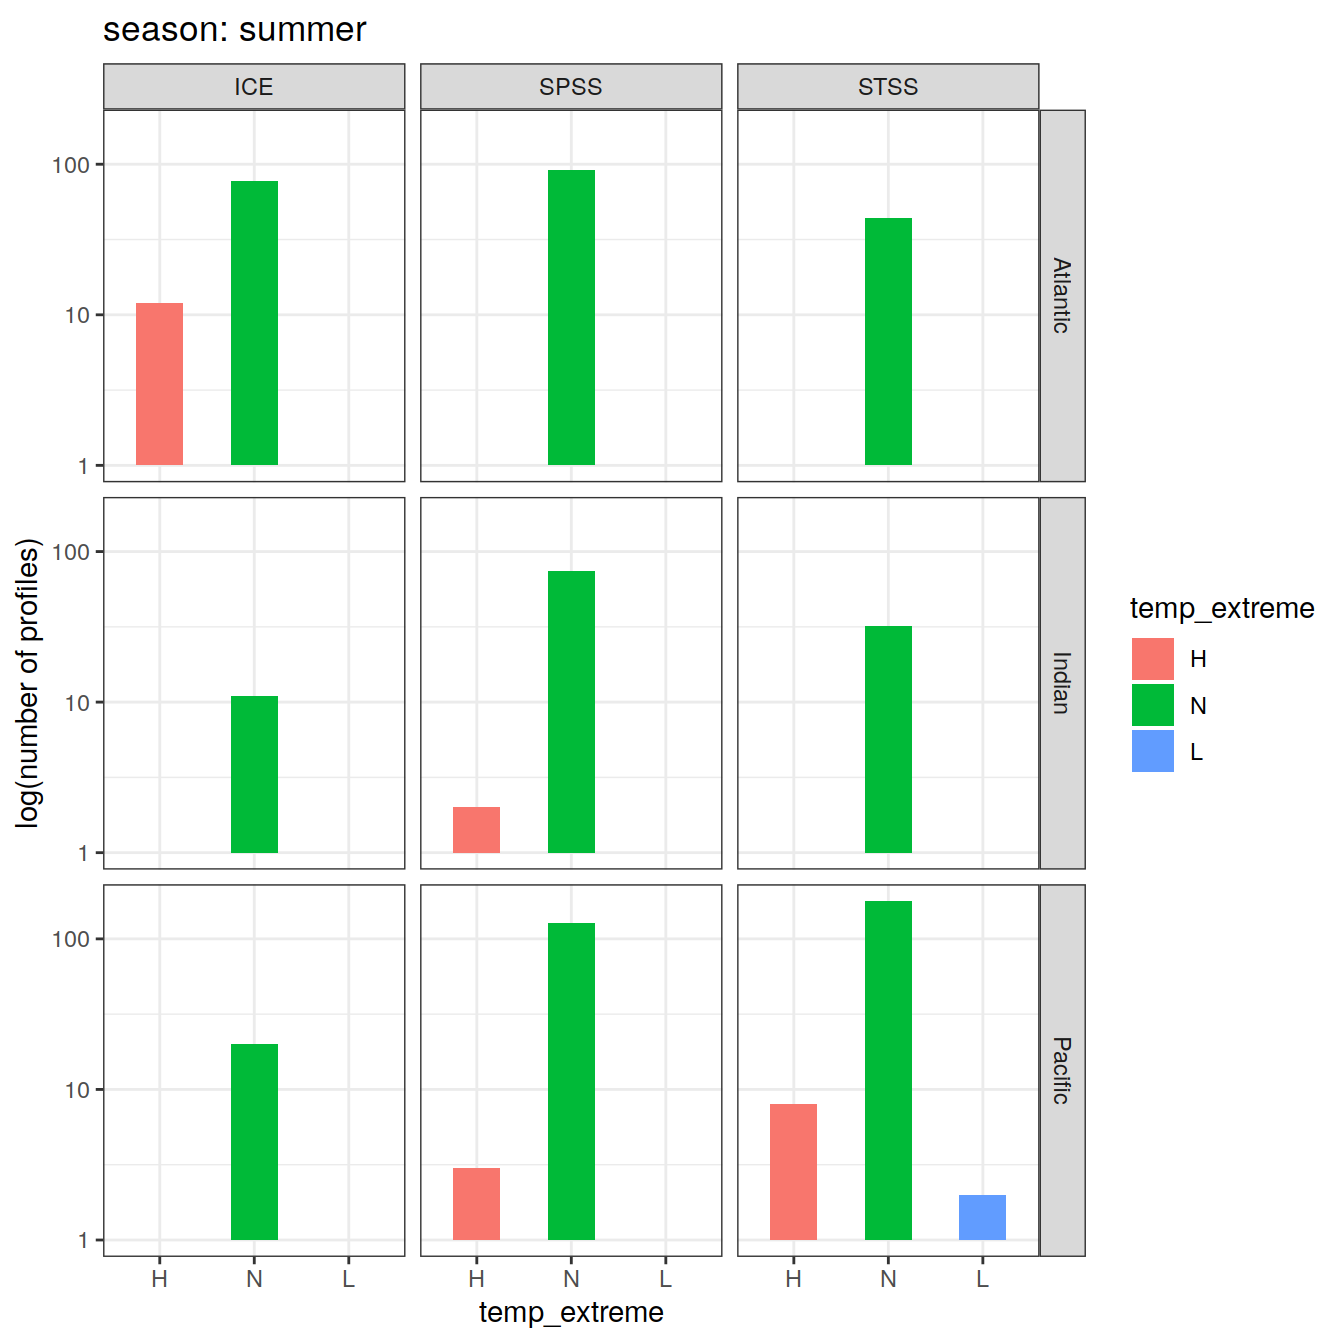 season: summer
ICE SPSS STSS
100
10
1
Atlantic
100
10
1
Indian
100
10
1
Pacific
log(number of profiles)
H N L H N L H N L
temp_extreme
temp_extreme
H
N
L